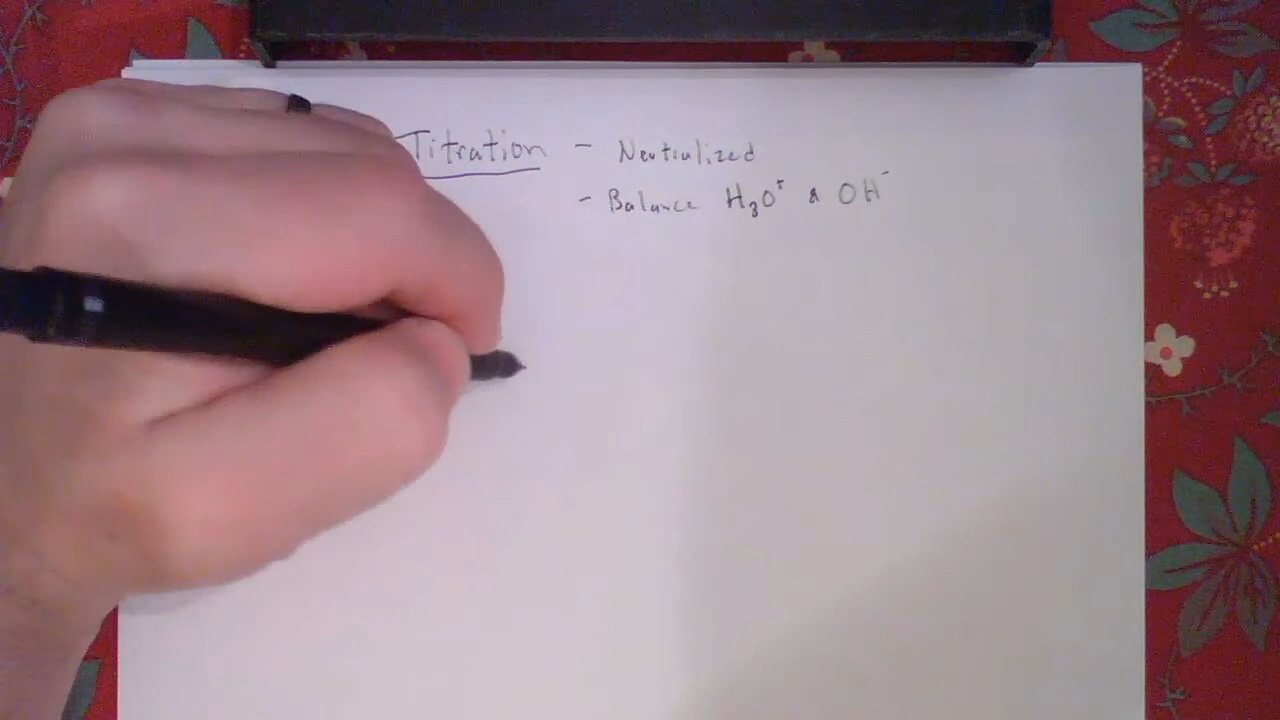 Titration - Neutralized
- Balance H₃O⁺ & OH⁻